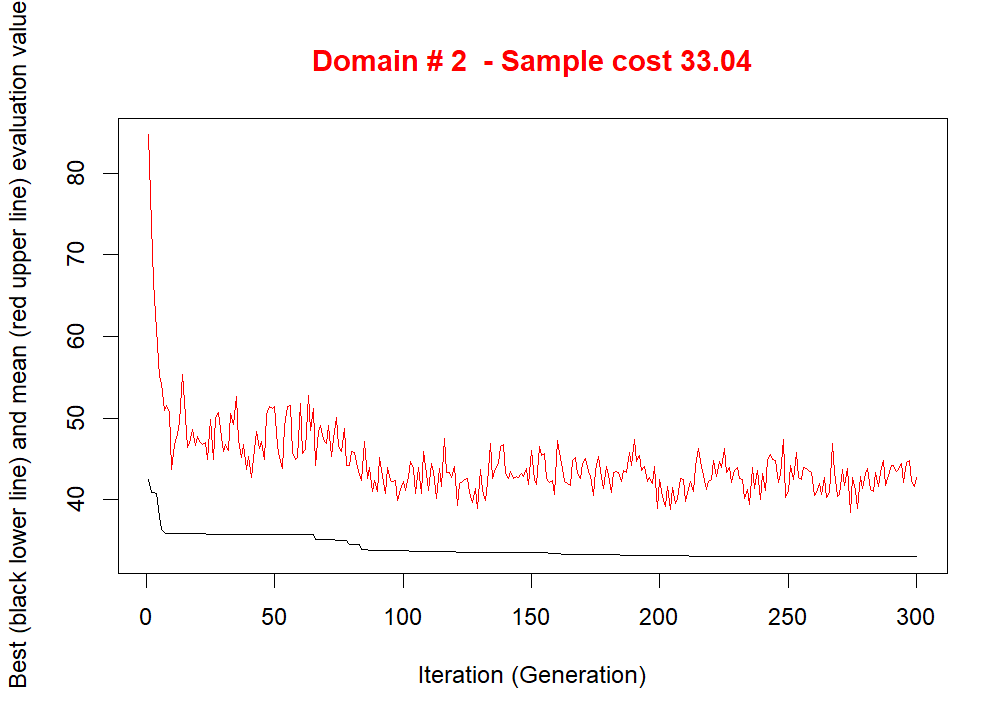 Domain # 2  - Sample cost 33.04
Best (black lower line) and mean (red upper line) evaluation value
80
70
60
50
40
0 50 100 150 200 250 300
Iteration (Generation)